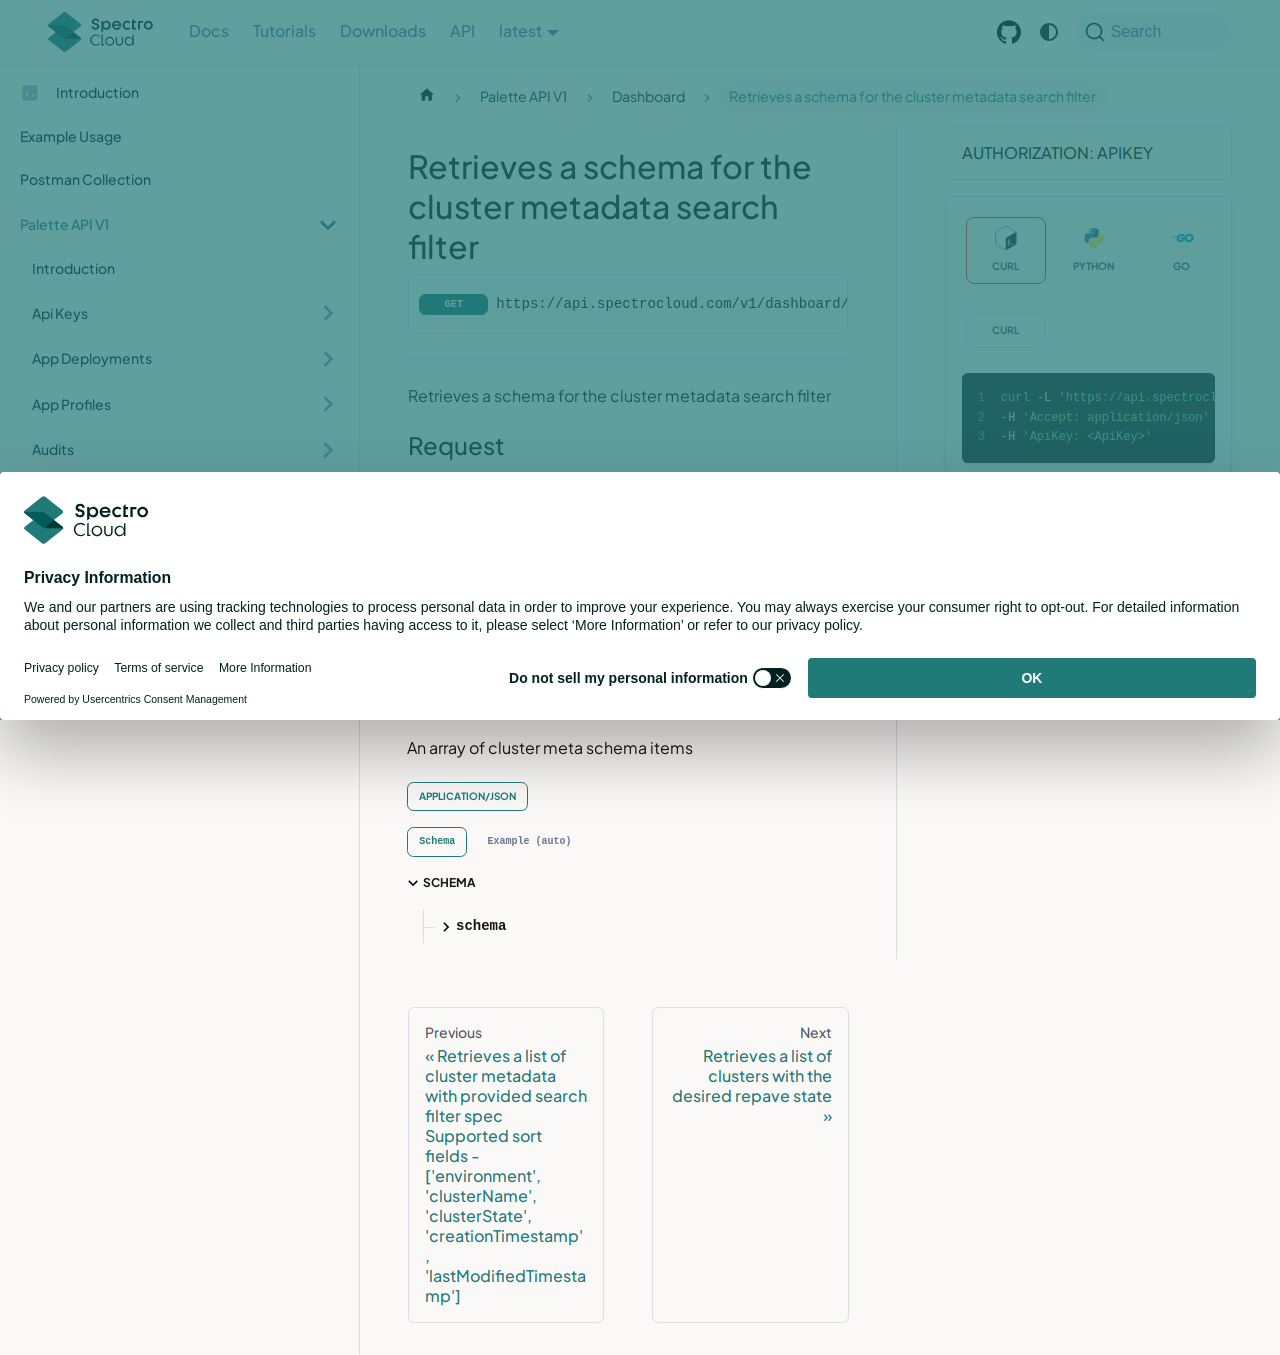 Spectro Cloud
Docs
Tutorials
Downloads
API
latest
Search
Introduction
Example Usage
Postman Collection
Palette API V1
Introduction
Api Keys
App Deployments
App Profiles
Audits
Palette API V1
Dashboard
Retrieves a schema for the cluster metadata search filter
Retrieves a schema for the
cluster metadata search
filter
GET https://api.spectrocloud.com/v1/dashboard/
Retrieves a schema for the cluster metadata search filter
Request
AUTHORIZATION: APIKEY
CURL
PYTHON
GO
CURL
1 curl -L 'https://api.spectrocl
2 -H 'Accept: application/json'
3 -H 'ApiKey: <ApiKey>'
Spectro
Cloud
Privacy Information
We and our partners are using tracking technologies to process personal data in order to improve your experience. You may always exercise your consumer right to opt-out. For detailed information
about personal information we collect and third parties having access to it, please select ‘More Information’ or refer to our privacy policy.
Privacy policy
Terms of service
More Information
Powered by Usercentrics Consent Management
Do not sell my personal information
OK
An array of cluster meta schema items
APPLICATION/JSON
Schema
Example (auto)
SCHEMA
schema
Previous
« Retrieves a list of
cluster metadata
with provided search
filter spec
Supported sort
fields -
['environment',
'clusterName',
'clusterState',
'creationTimestamp'
,
'lastModifiedTimesta
mp']
Next
Retrieves a list of
clusters with the
desired repave state
»